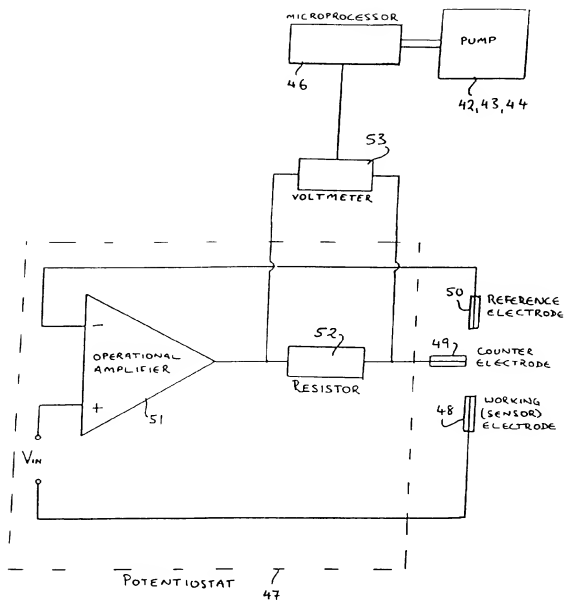 MICROPROCESSOR
PUMP
46
42,43,44
53
VOLTMETER
50
REFERENCE
ELECTRODE
-
OPERATIONAL
AMPLIFIER
52
49
COUNTER
ELECTRODE
RESISTOR
+
51
48
WORKING
(SENSOR)
ELECTRODE
VIN
POTENTIOSTAT
47